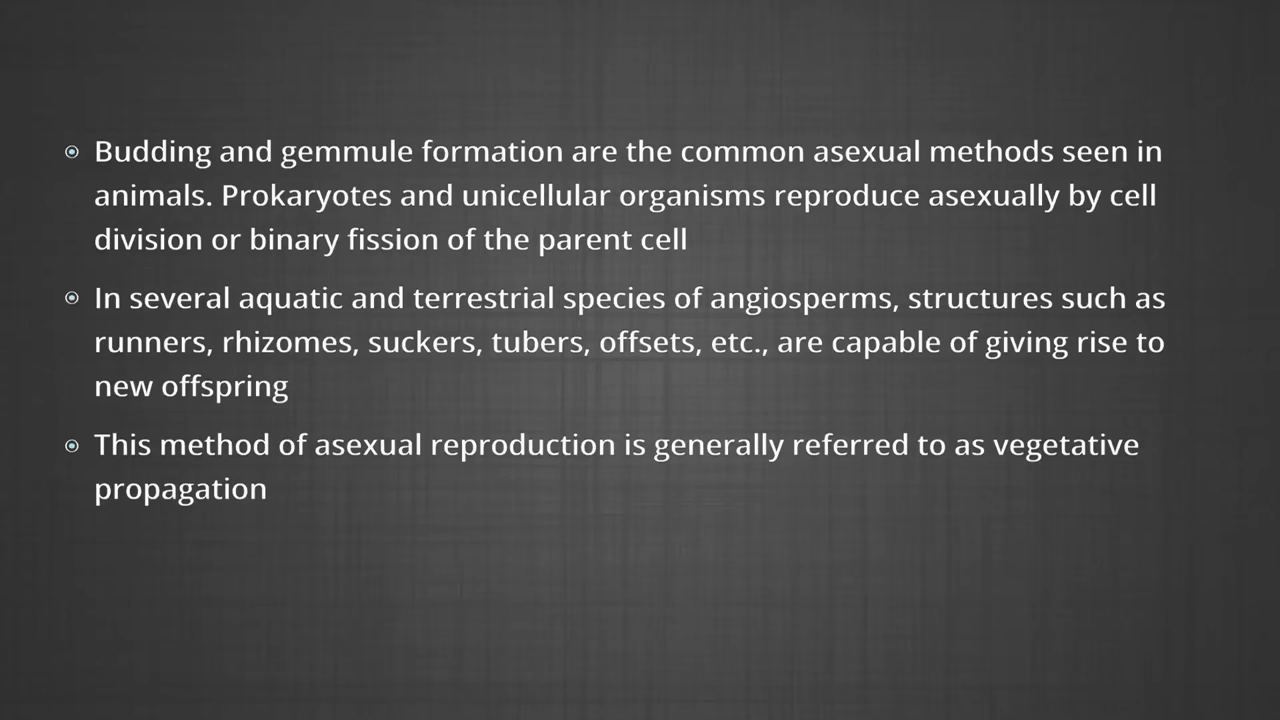 Budding and gemmule formation are the common asexual methods seen in
animals. Prokaryotes and unicellular organisms reproduce asexually by cell
division or binary fission of the parent cell
In several aquatic and terrestrial species of angiosperms, structures such as
runners, rhizomes, suckers, tubers, offsets, etc., are capable of giving rise to
new offspring
This method of asexual reproduction is generally referred to as vegetative
propagation